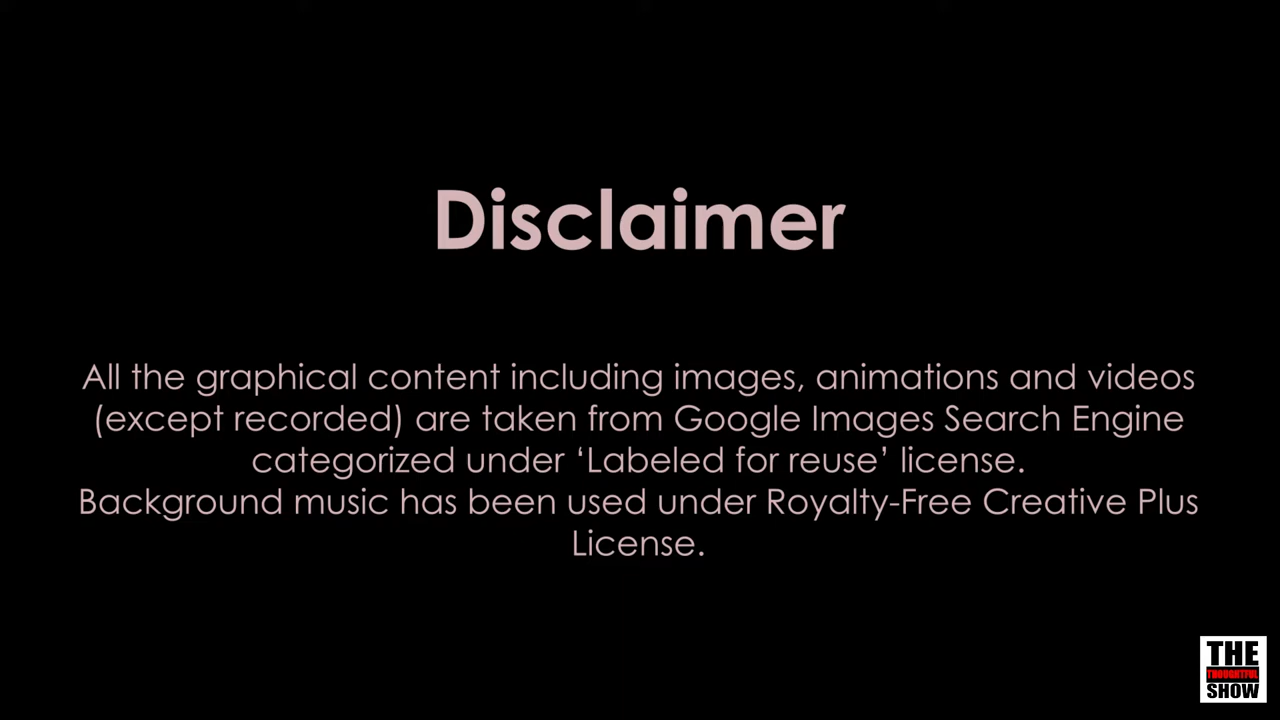 Disclaimer
All the graphical content including images, animations and videos
(except recorded) are taken from Google Images Search Engine
categorized under ‘Labeled for reuse’ license.
Background music has been used under Royalty-Free Creative Plus
License.
THE
THOUGHTFUL
SHOW